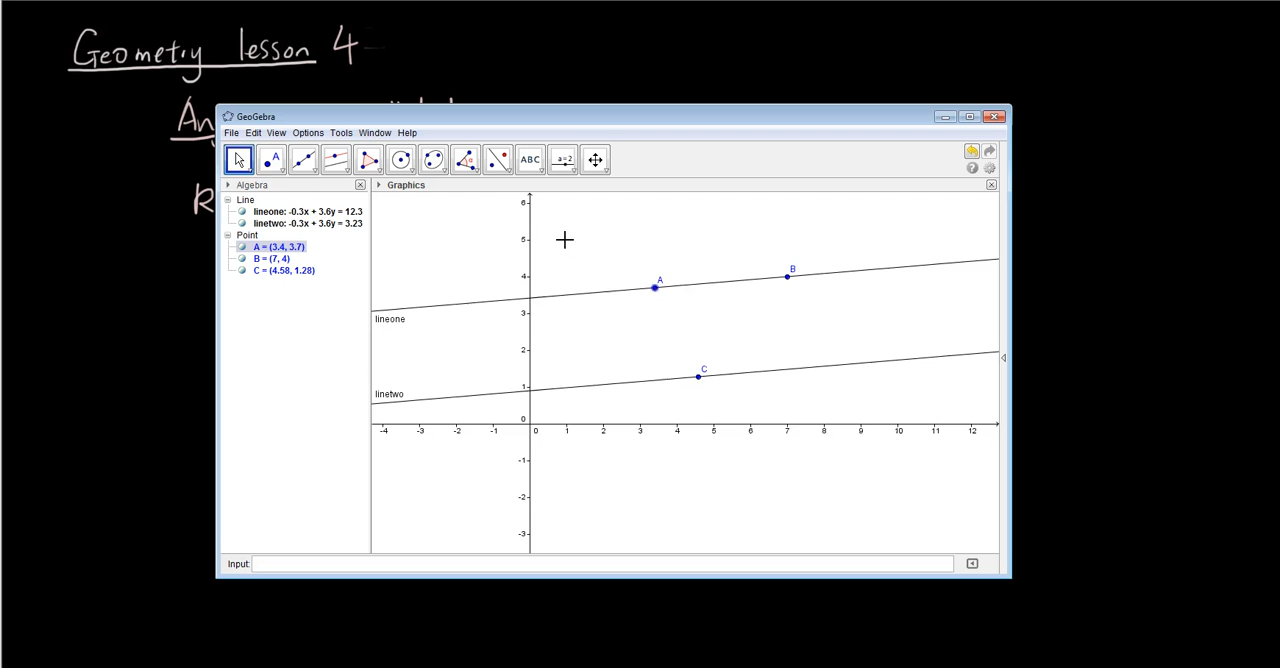 Geometry lesson 4
An
R
GeoGebra
File Edit View Options Tools Window Help
A
α
ABC
a=2
Algebra
Graphics
Line
lineone: -0.3x + 3.6y = 12.3
linetwo: -0.3x + 3.6y = 3.23
Point
A = (3.4, 3.7)
B = (7, 4)
C = (4.58, 1.28)
6
5
4
3
2
1
0
-1
-2
-3
-4 -3 -2 -1 0 1 2 3 4 5 6 7 8 9 10 11 12
A
B
C
lineone
linetwo
Input: